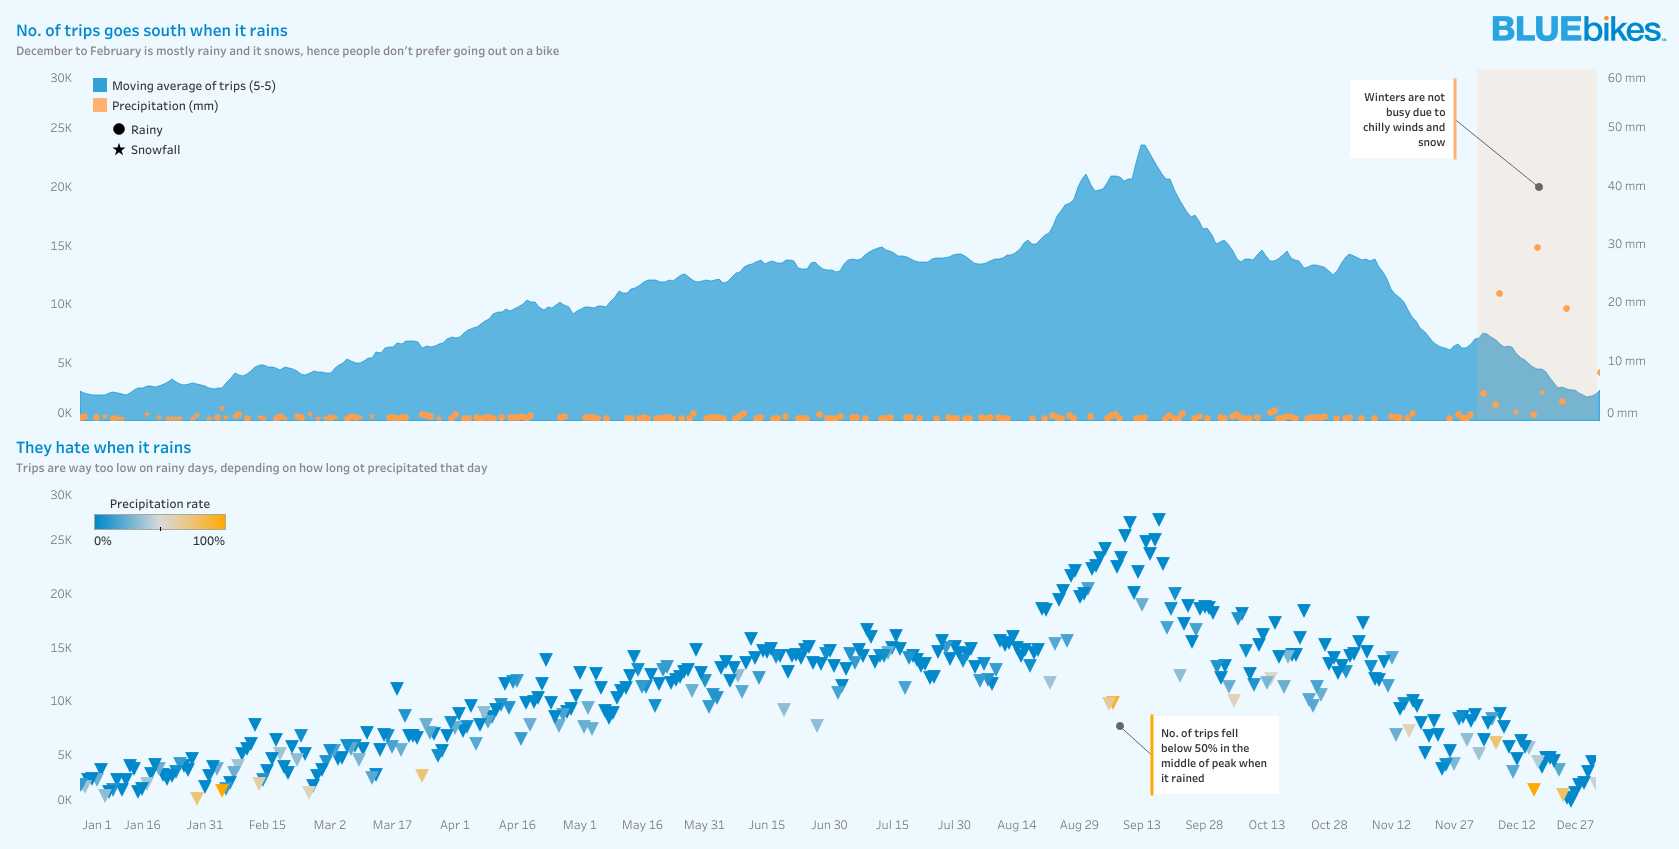 No. of trips goes south when it rains
BLUEbikes™
December to February is mostly rainy and it snows, hence people don't prefer going out on a bike
30K
25K
20K
15K
10K
5K
0K
Moving average of trips (5-5)
Precipitation (mm)
Rainy
Snowfall
Winters are not
busy due to
chilly winds and
snow
60 mm
50 mm
40 mm
30 mm
20 mm
10 mm
0 mm
They hate when it rains
Trips are way too low on rainy days, depending on how long ot precipitated that day
30K
25K
20K
15K
10K
5K
0K
Precipitation rate
0% 100%
No. of trips fell
below 50% in the
middle of peak when
it rained
Jan 1 Jan 16 Jan 31 Feb 15 Mar 2 Mar 17 Apr 1 Apr 16 May 1 May 16 May 31 Jun 15 Jun 30 Jul 15 Jul 30 Aug 14 Aug 29 Sep 13 Sep 28 Oct 13 Oct 28 Nov 12 Nov 27 Dec 12 Dec 27